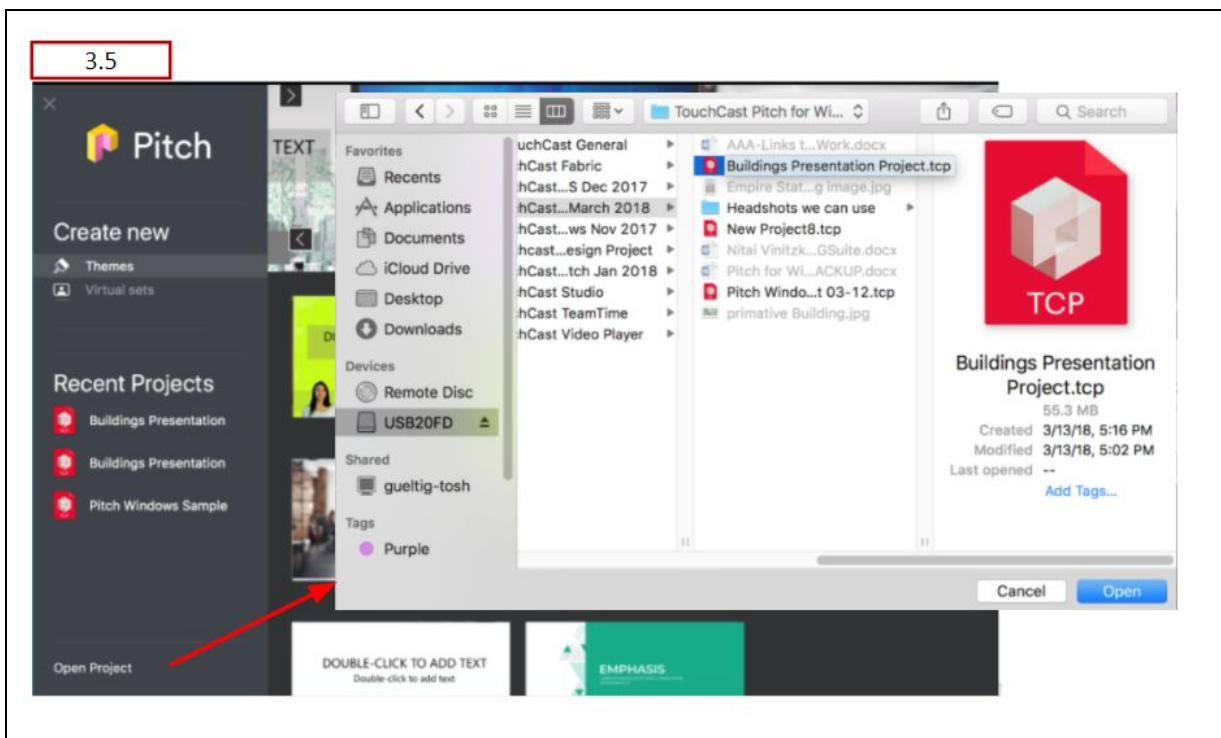 3.5
Pitch
Create new
Themes
Virtual sets
Recent Projects
Buildings Presentation
Buildings Presentation
Pitch Windows Sample
Open Project
TEXT
TouchCast Pitch for Wi...
Search
Favorites
Recents
Applications
Documents
iCloud Drive
Desktop
Downloads
Devices
Remote Disc
USB20FD
Shared
gueltig-tosh
Tags
Purple
uchCast General
hCast Fabric
hCast...S Dec 2017
hCast...March 2018
hCast...ws Nov 2017
hcast...esign Project
hCast...tch Jan 2018
hCast Studio
hCast TeamTime
hCast Video Player
AAA-Links t...Work.docx
Buildings Presentation Project.tcp
Empire Stat...g image.jpg
Headshots we can use
New Project8.tcp
Nitai Vinitzk...GSuite.docx
Pitch for Wi...ACKUP.docx
Pitch Windo...t 03-12.tcp
primative Building.jpg
TCP
Buildings Presentation
Project.tcp
55.3 MB
Created 3/13/18, 5:16 PM
Modified 3/13/18, 5:02 PM
Last opened --
Add Tags...
Cancel
Open
DOUBLE-CLICK TO ADD TEXT
Double-click to add text
EMPHASIS